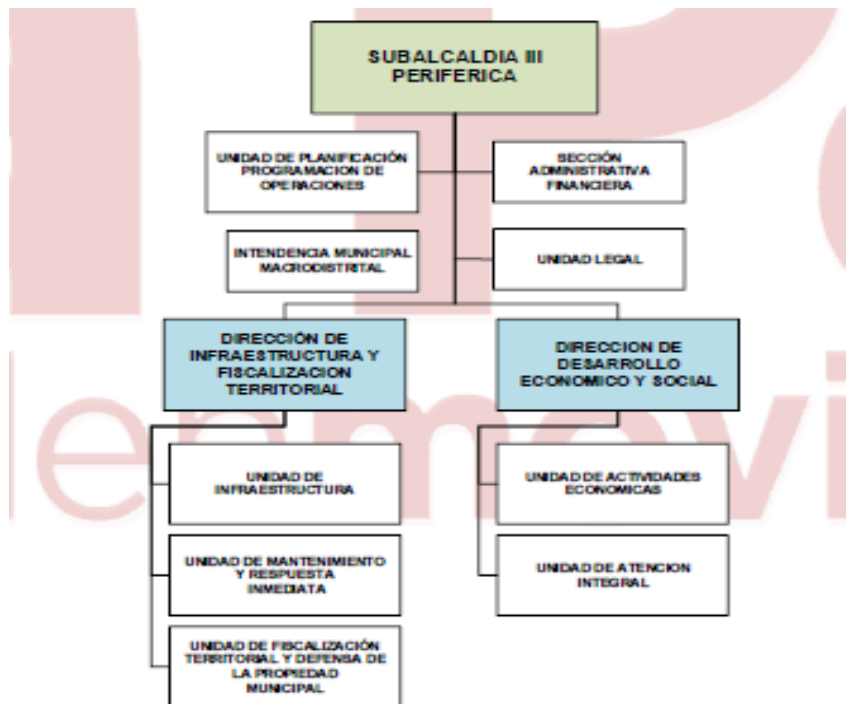 SUBALCALDIA III
PERIFERICA
UNIDAD DE PLANIFICACIÓN
PROGRAMACION DE
OPERACIONES
SECCIÓN
ADMINISTRATIVA
FINANCIERA
INTENDENCIA MUNICIPAL
MACRODISTRITAL
UNIDAD LEGAL
DIRECCIÓN DE
INFRAESTRUCTURA Y
FISCALIZACION
TERRITORIAL
DIRECCION DE
DESARROLLO
ECONOMICO Y SOCIAL
UNIDAD DE
INFRAESTRUCTURA
UNIDAD DE MANTENIMIENTO
Y RESPUESTA
INMEDIATA
UNIDAD DE FISCALIZACIÓN
TERRITORIAL Y DEFENSA DE
LA PROPIEDAD
MUNICIPAL
UNIDAD DE ACTIVIDADES
ECONOMICAS
UNIDAD DE ATENCION
INTEGRAL